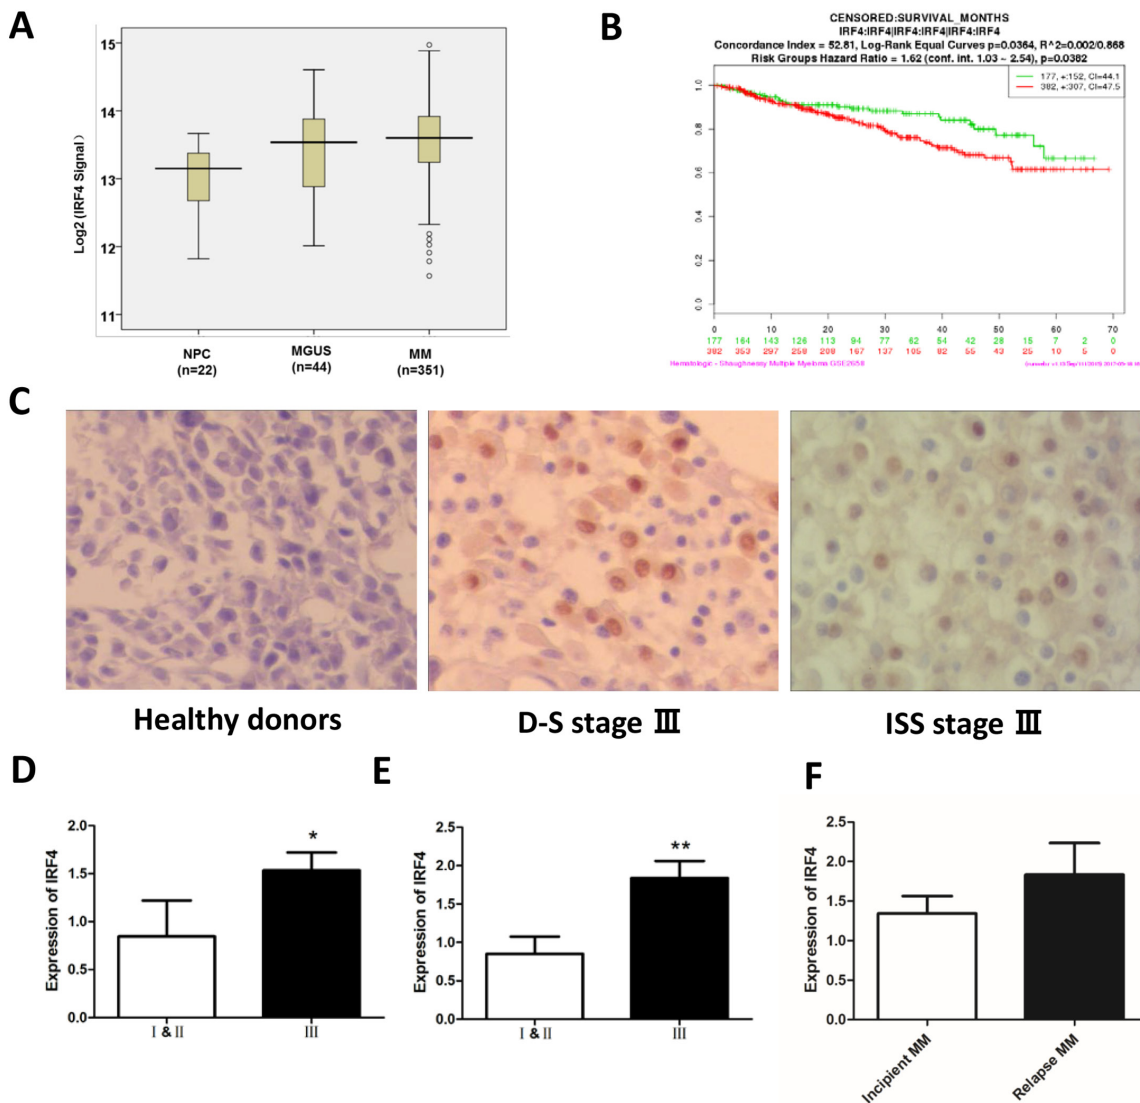 A
15
14
13
12
11
Log2 (IRF4 Signal)
NPC
(n=22)
MGUS
(n=44)
MM
(n=351)
B
CENSORED:SURVIVAL_MONTHS
IRF4:IRF4|IRF4:IRF4|IRF4:IRF4
Concordance Index = 52.81, Log-Rank Equal Curves p=0.0364, R^2=0.002/0.868
Risk Groups Hazard Ratio = 1.62 (conf. int. 1.03 ~ 2.54), p=0.0382
177, +:152, CI=44.1
382, +:307, CI=47.5
1.0
0.8
0.6
0.4
0.2
0.0
0 10 20 30 40 50 60 70
177 164 143 126 113 94 77 62 54 42 28 15 7 2 0
382 353 297 258 208 167 137 105 82 55 43 25 10 5 0
Hematologic - Shaughnessy Multiple Myeloma GSE2658
C
Healthy donors
D-S stage Ⅲ
ISS stage Ⅲ
D
Expression of IRF4
2.0
1.5
1.0
0.5
0.0
*
Ⅰ & Ⅱ
Ⅲ
E
Expression of IRF4
2.5
2.0
1.5
1.0
0.5
0.0
**
Ⅰ & Ⅱ
Ⅲ
F
Expression of IRF4
2.5
2.0
1.5
1.0
0.5
0.0
Incipient MM
Relapse MM